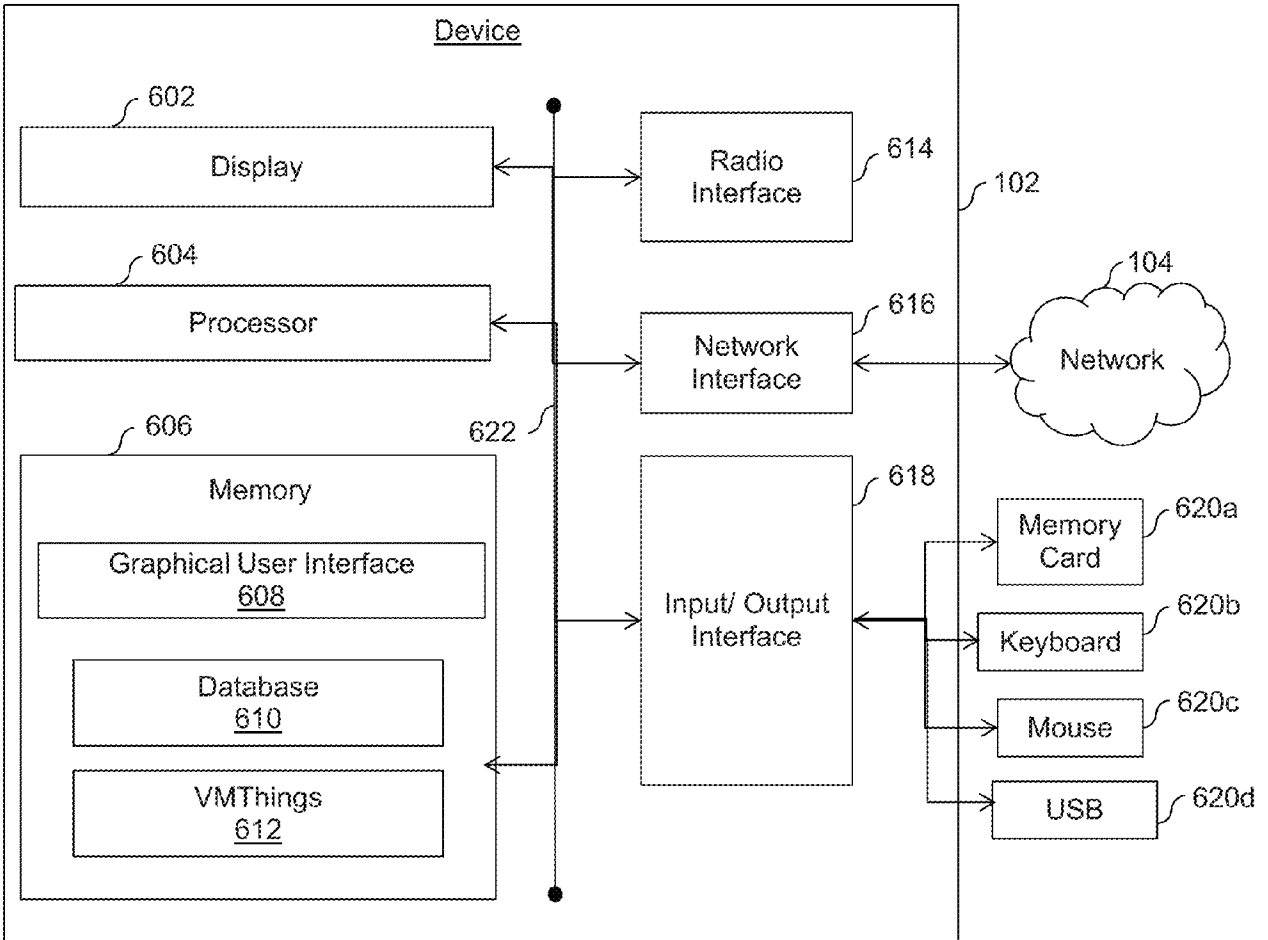 Device
602
Display
604
Processor
606
Memory
Graphical User Interface
608
Database
610
VMThings
612
622
Radio
Interface
614
Network
Interface
616
Input/ Output
Interface
618
102
104
Network
Memory
Card
620a
Keyboard
620b
Mouse
620c
USB
620d